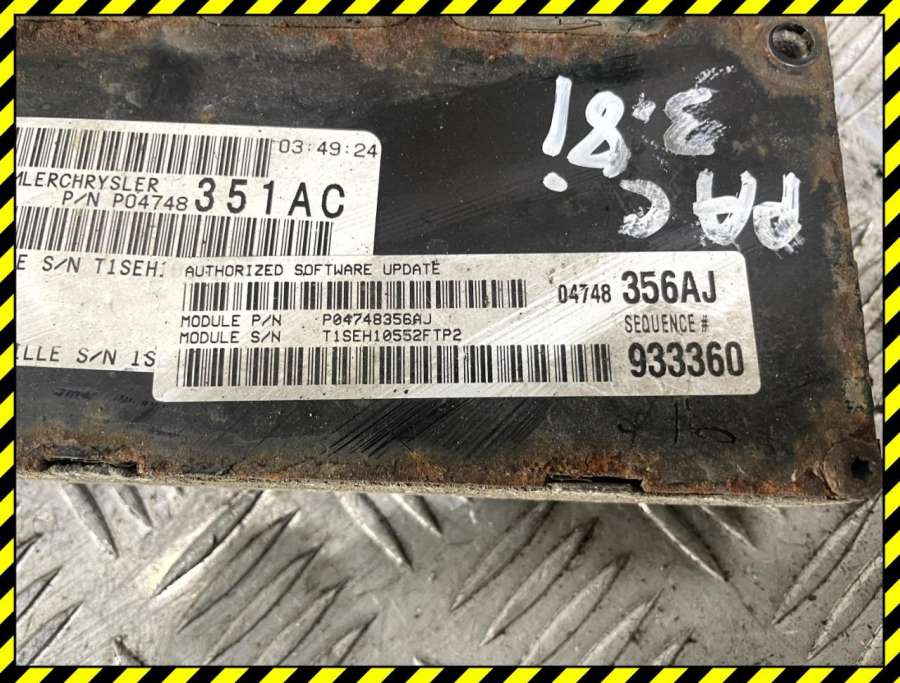 3.8i
PAC
03:49:24
MLERCHRYSLER
P/N P04748 351AC
E S/N T1SEH1
ILLE S/N 1S
AUTHORIZED SOFTWARE UPDATE
04748 356AJ
MODULE P/N P04748356AJ
MODULE S/N T1SEH10552FTP2
SEQUENCE #
933360